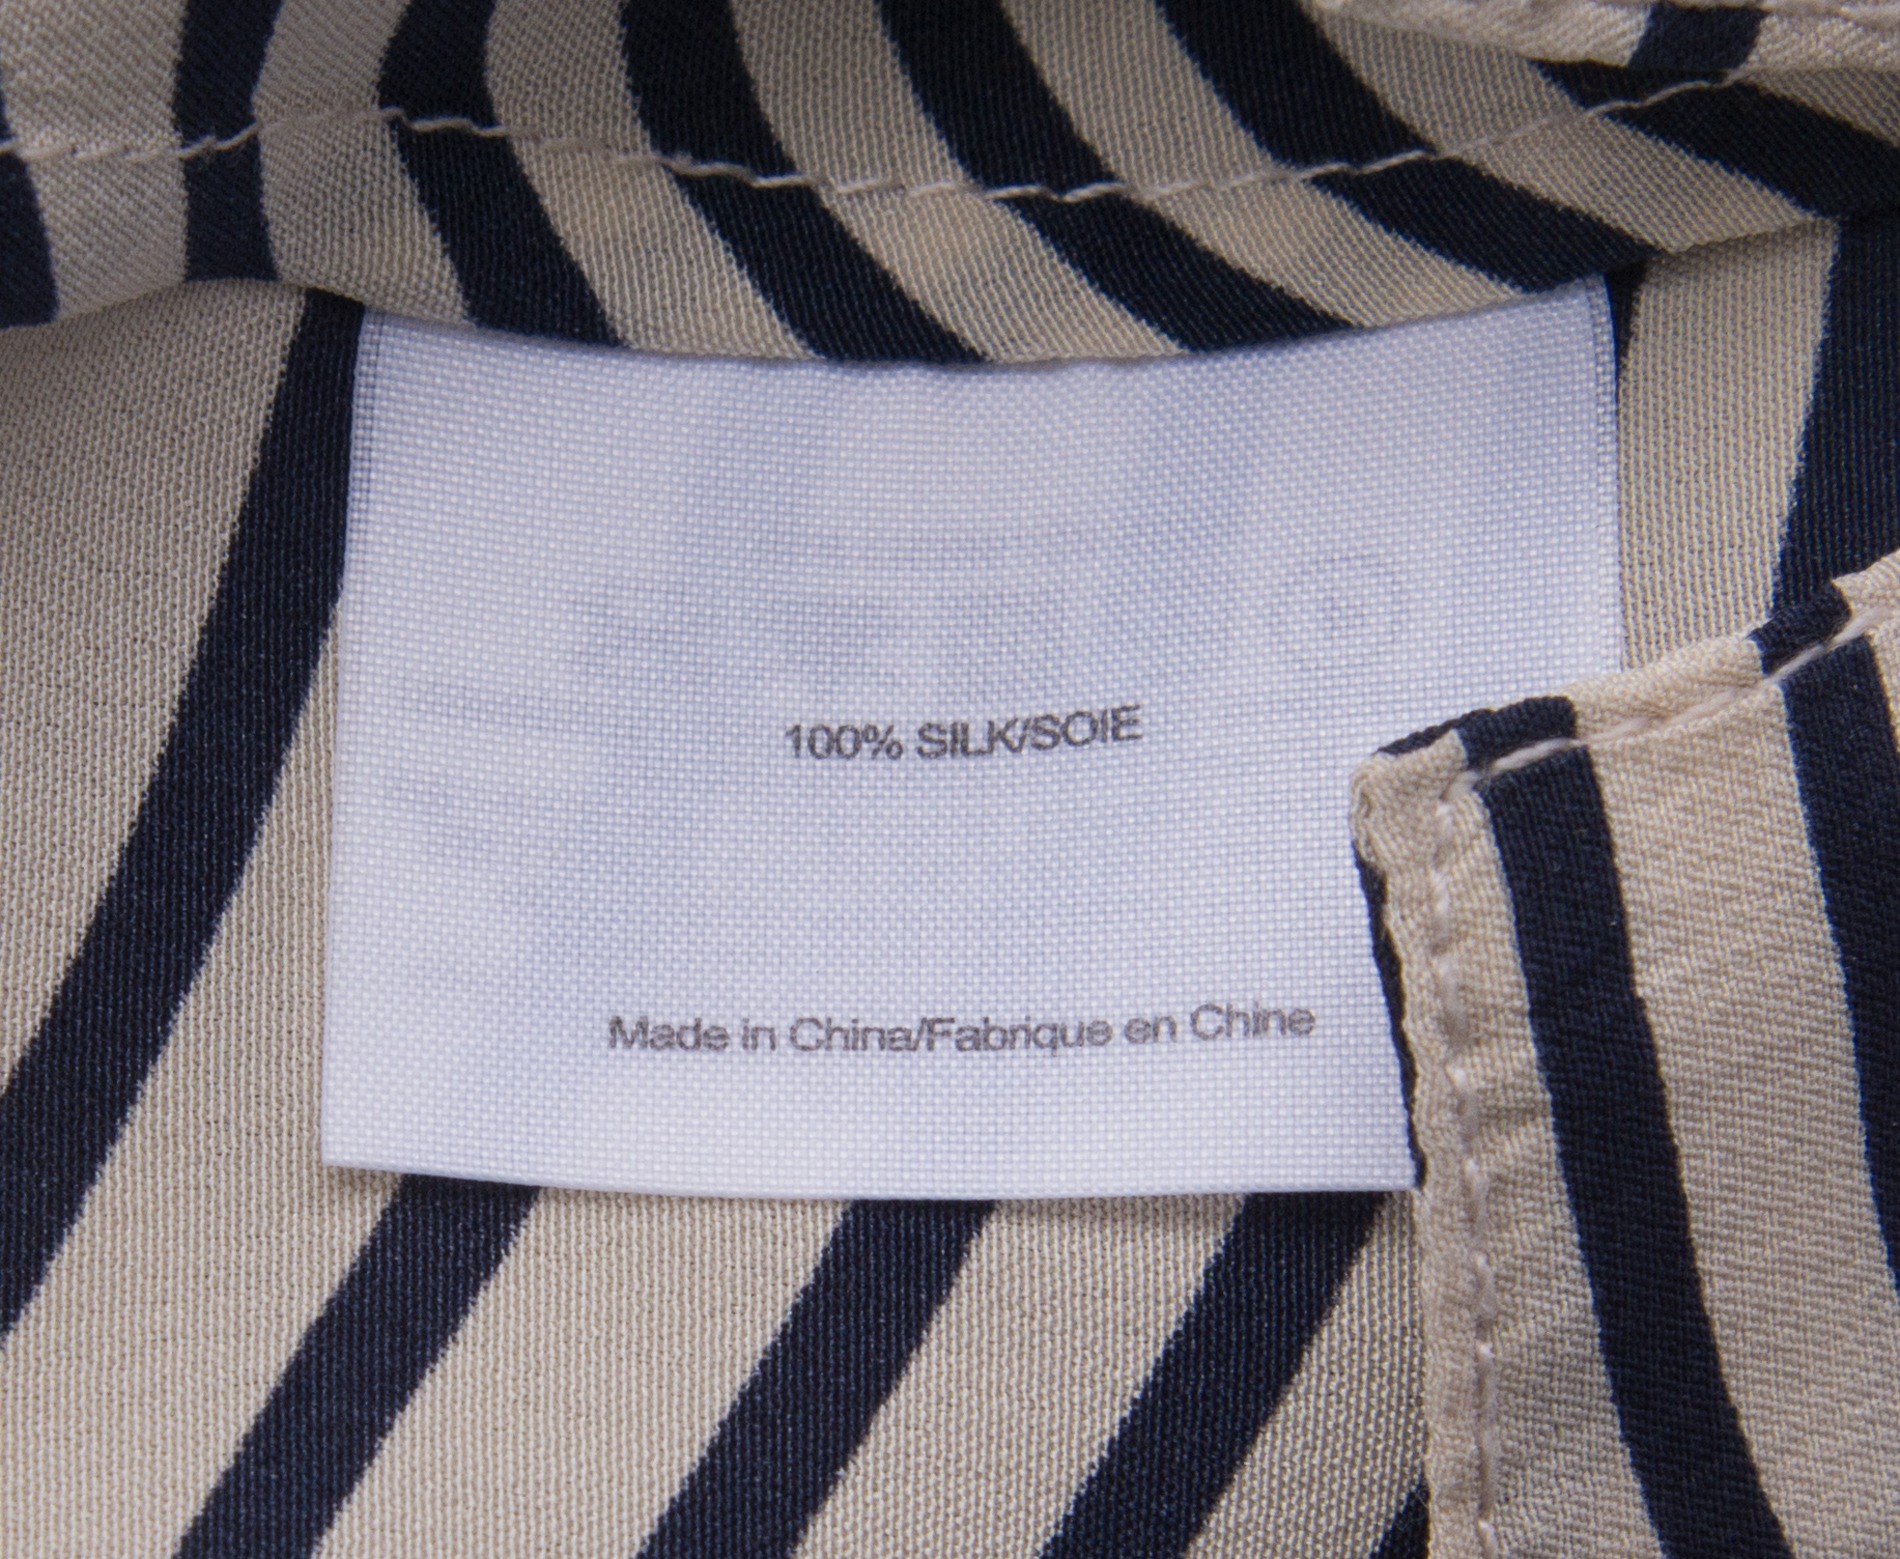 100% SILK/SOIE
Made in China/Fabrique en Chine